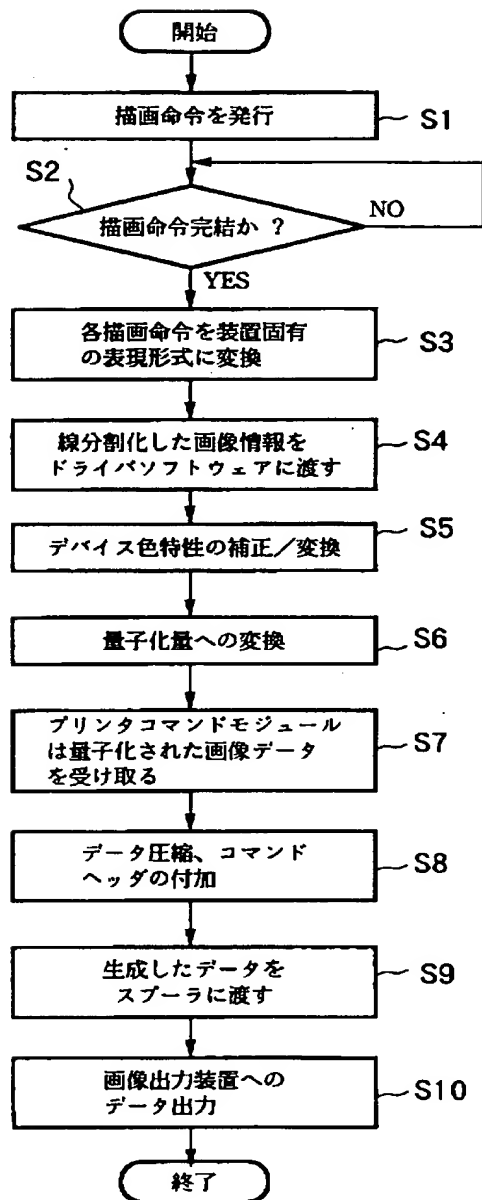 開始
描画命令を発行
S1
S2
描画命令完結か ?
NO
YES
各描画命令を装置固有
の表現形式に変換
S3
線分割化した画像情報を
ドライバソフトウェアに渡す
S4
デバイス色特性の補正/変換
S5
量子化量への変換
S6
プリンタコマンドモジュール
は量子化された画像データ
を受け取る
S7
データ圧縮、コマンド
ヘッダの付加
S8
生成したデータを
スプーラに渡す
S9
画像出力装置への
データ出力
S10
終了